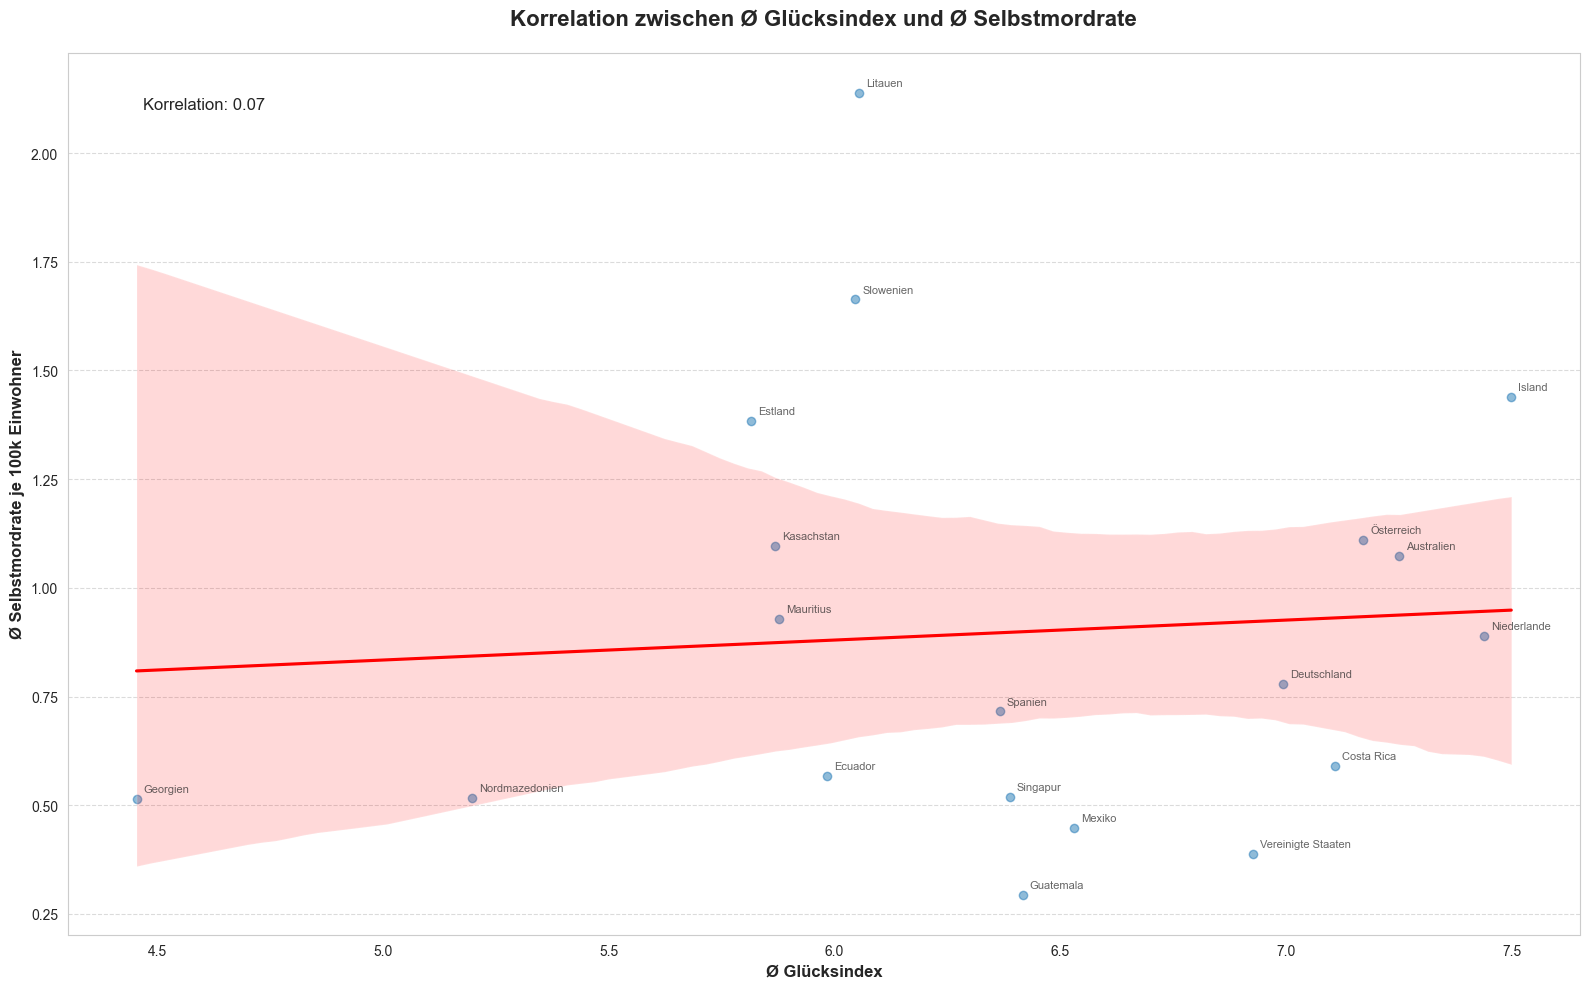 Korrelation zwischen Ø Glücksindex und Ø Selbstmordrate
Korrelation: 0.07
Litauen
2.00
1.75
Slowenien
1.50
Island
Estland
1.25
Kasachstan
Österreich
Australien
1.00
Mauritius
Niederlande
0.75
Deutschland
Spanien
Costa Rica
Ecuador
0.50
Georgien
Nordmazedonien
Singapur
Mexiko
Vereinigte Staaten
Guatemala
0.25
Ø Selbstmordrate je 100k Einwohner
4.5 5.0 5.5 6.0 6.5 7.0 7.5
Ø Glücksindex